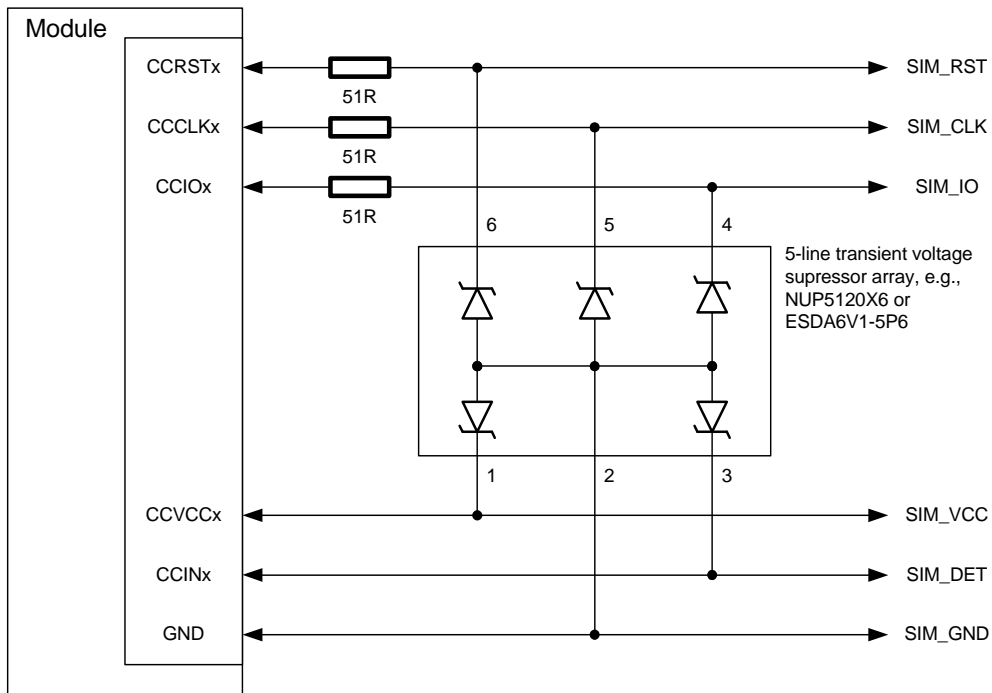 Module
CCRSTx
SIM_RST
51R
CCCLKx
SIM_CLK
51R
CCIOx
SIM_IO
51R
6
5
4
5-line transient voltage
supressor array, e.g.,
NUP5120X6 or
ESDA6V1-5P6
1
2
3
CCVCCx
SIM_VCC
CCINx
SIM_DET
GND
SIM_GND